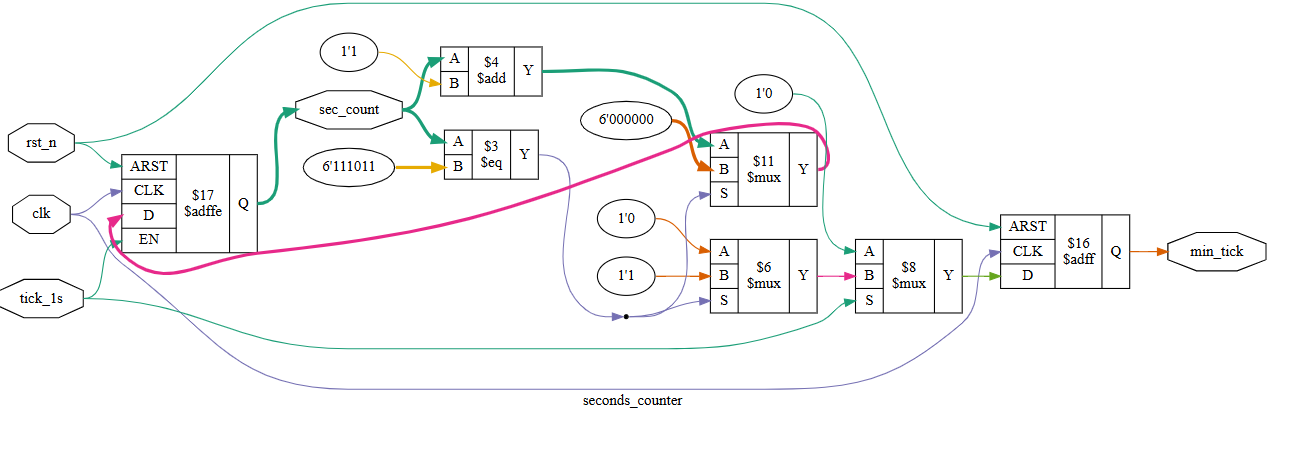 rst_n
clk
tick_1s
ARST
CLK
D
EN
$17
$adffe
Q
1'1
sec_count
6'111011
A
B
$4
$add
Y
A
B
$3
$eq
Y
6'000000
1'0
A
B
S
$11
$mux
Y
1'0
1'1
A
B
S
$6
$mux
Y
A
B
S
$8
$mux
Y
ARST
CLK
D
$16
$adff
Q
min_tick
seconds_counter